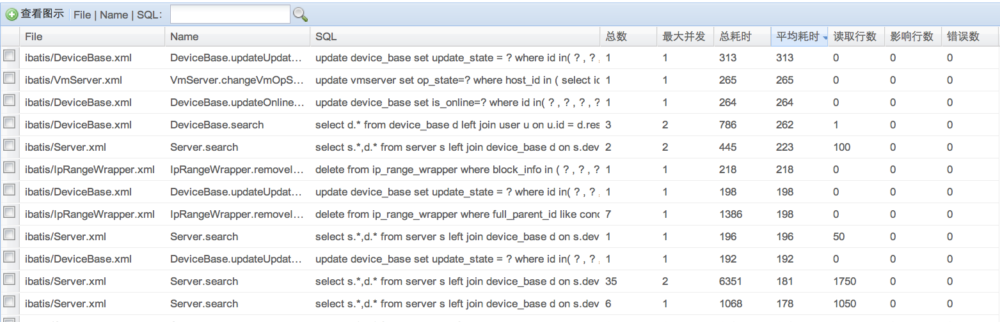 查看图示 File | Name | SQL:
File Name SQL 总数 最大并发 总耗时 平均耗时 读取行数 影响行数 错误数
ibatis/DeviceBase.xml DeviceBase.updateUpdat... update device_base set update_state = ? where id in( ? , ? , 1 1 313 313 0 0 0
ibatis/VmServer.xml VmServer.changeVmOpS... update vmserver set op_state=? where host_id in ( select id 1 1 265 265 0 0 0
ibatis/DeviceBase.xml DeviceBase.updateOnline... update device_base set is_online=? where id in( ? , ? , ? , ? 1 1 264 264 0 0 0
ibatis/DeviceBase.xml DeviceBase.search select d.* from device_base d left join user u on u.id = d.res 3 2 786 262 1 0 0
ibatis/Server.xml Server.search select s.*,d.* from server s left join device_base d on s.dev 2 2 445 223 100 0 0
ibatis/IpRangeWrapper.xml IpRangeWrapper.removeI... delete from ip_range_wrapper where block_info in ( ? , ? , ? 1 1 218 218 0 0 0
ibatis/DeviceBase.xml DeviceBase.updateUpdat... update device_base set update_state = ? where id in( ? , ? , 1 1 198 198 0 0 0
ibatis/IpRangeWrapper.xml IpRangeWrapper.removeI... delete from ip_range_wrapper where full_parent_id like conc 7 1 1386 198 0 0 0
ibatis/Server.xml Server.search select s.*,d.* from server s left join device_base d on s.dev 1 1 196 196 50 0 0
ibatis/DeviceBase.xml DeviceBase.updateUpdat... update device_base set update_state = ? where id in( ? , ? , 1 1 192 192 0 0 0
ibatis/Server.xml Server.search select s.*,d.* from server s left join device_base d on s.dev 35 2 6351 181 1750 0 0
ibatis/Server.xml Server.search select s.*,d.* from server s left join device_base d on s.dev 6 1 1068 178 1050 0 0